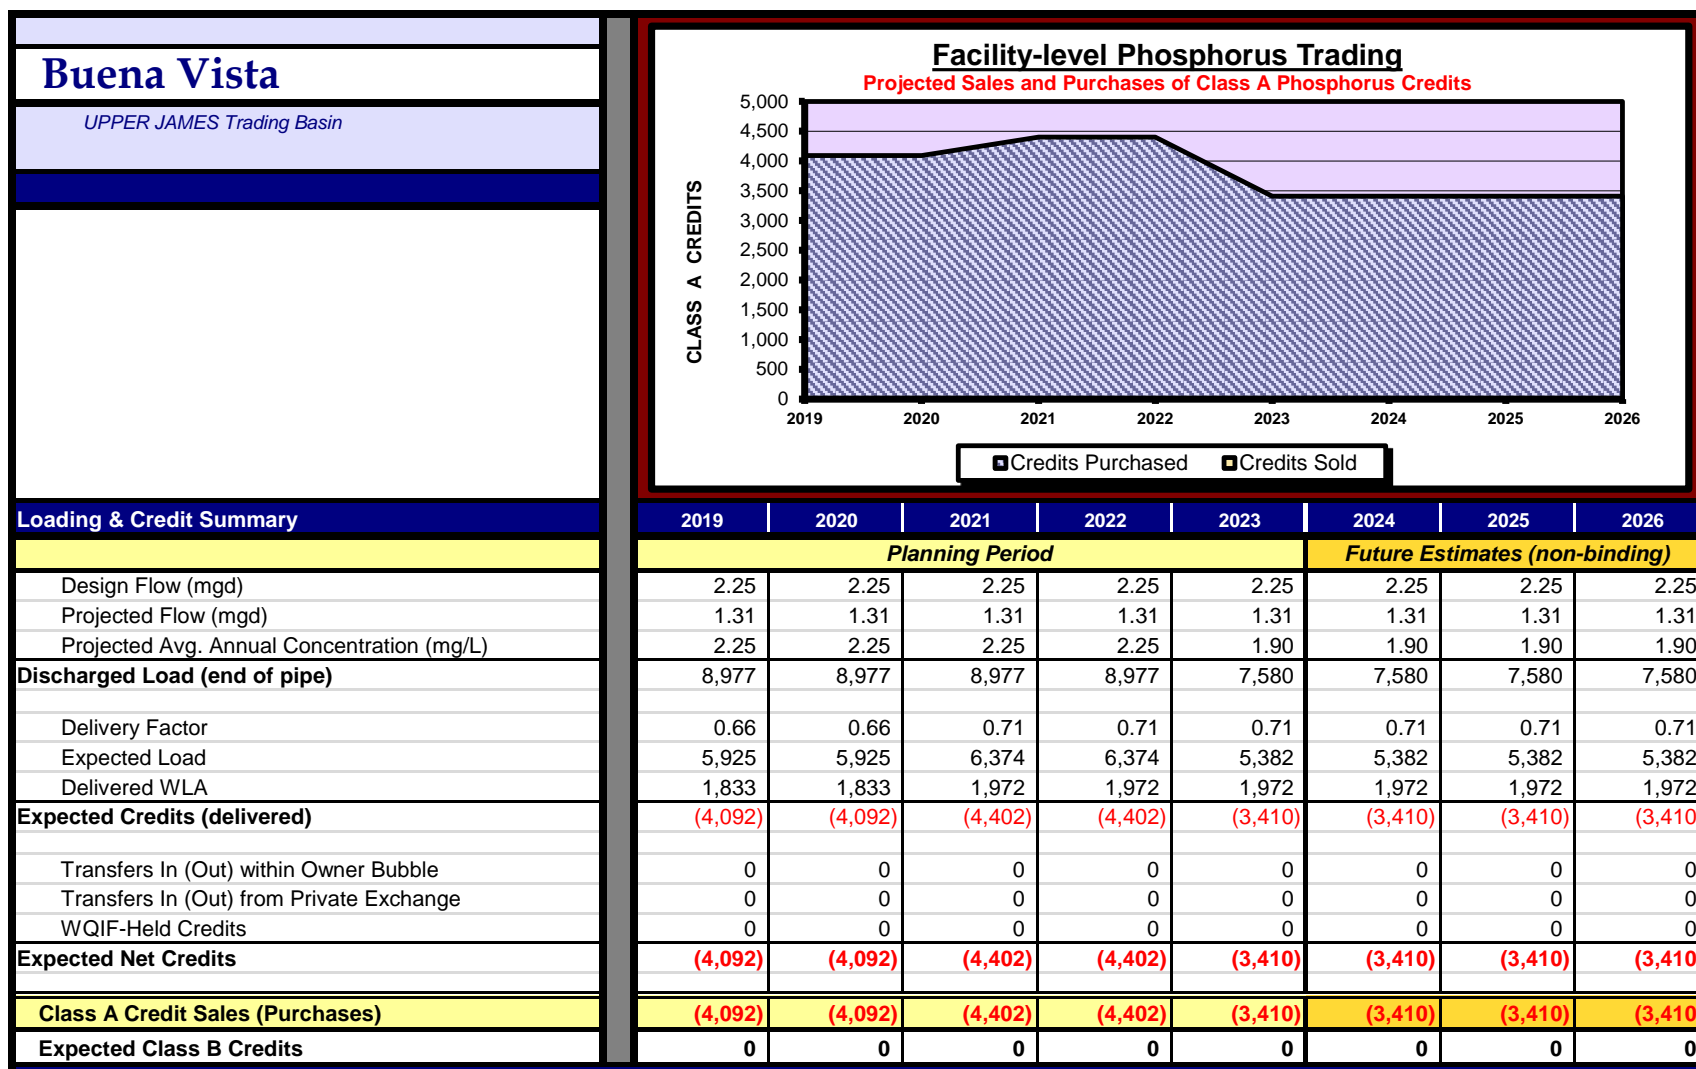 Buena Vista
UPPER JAMES Trading Basin
Facility-level Phosphorus Trading
Projected Sales and Purchases of Class A Phosphorus Credits
CLASS A CREDITS
5,000
4,500
4,000
3,500
3,000
2,500
2,000
1,500
1,000
500
0
2019 2020 2021 2022 2023 2024 2025 2026
Credits Purchased Credits Sold
Loading & Credit Summary 2019 2020 2021 2022 2023 2024 2025 2026
Planning Period Future Estimates (non-binding)
Design Flow (mgd) 2.25 2.25 2.25 2.25 2.25 2.25 2.25 2.25
Projected Flow (mgd) 1.31 1.31 1.31 1.31 1.31 1.31 1.31 1.31
Projected Avg. Annual Concentration (mg/L) 2.25 2.25 2.25 2.25 1.90 1.90 1.90 1.90
Discharged Load (end of pipe) 8,977 8,977 8,977 8,977 7,580 7,580 7,580 7,580
Delivery Factor 0.66 0.66 0.71 0.71 0.71 0.71 0.71 0.71
Expected Load 5,925 5,925 6,374 6,374 5,382 5,382 5,382 5,382
Delivered WLA 1,833 1,833 1,972 1,972 1,972 1,972 1,972 1,972
Expected Credits (delivered) (4,092) (4,092) (4,402) (4,402) (3,410) (3,410) (3,410) (3,410
Transfers In (Out) within Owner Bubble 0 0 0 0 0 0 0 0
Transfers In (Out) from Private Exchange 0 0 0 0 0 0 0 0
WQIF-Held Credits 0 0 0 0 0 0 0 0
Expected Net Credits (4,092) (4,092) (4,402) (4,402) (3,410) (3,410) (3,410) (3,410
Class A Credit Sales (Purchases) (4,092) (4,092) (4,402) (4,402) (3,410) (3,410) (3,410) (3,410
Expected Class B Credits 0 0 0 0 0 0 0 0